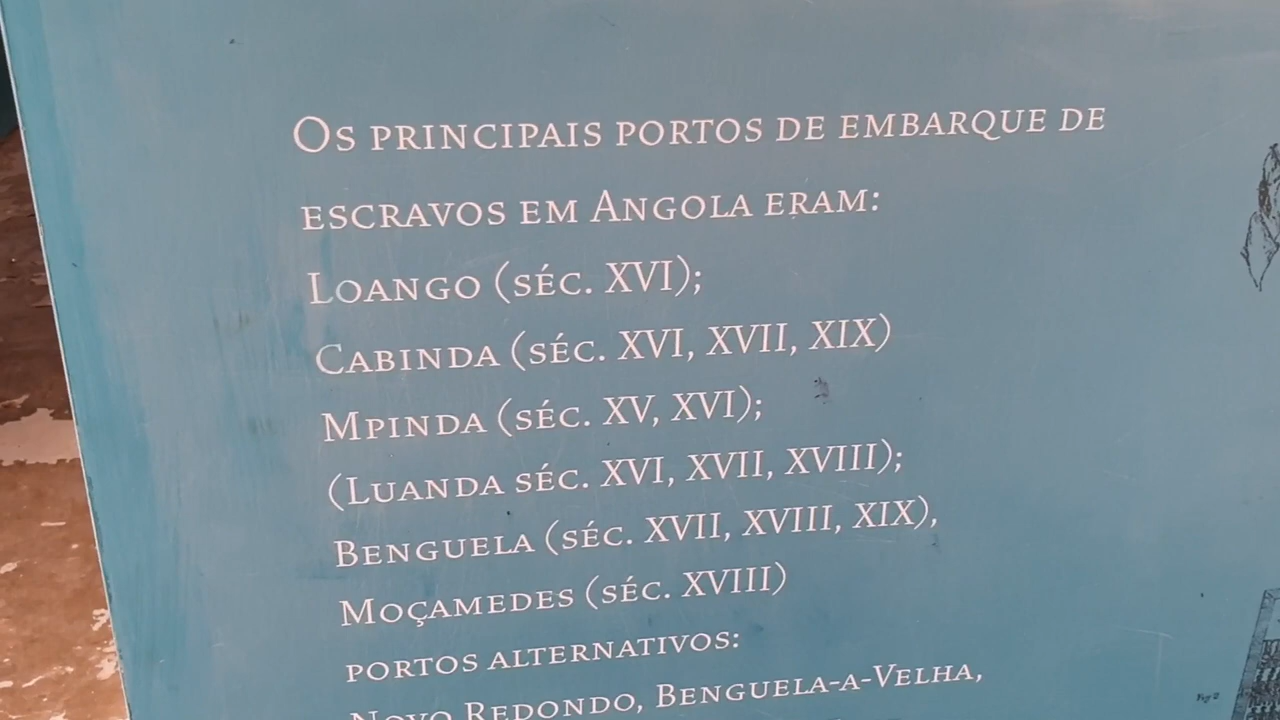 Os principais portos de embarque de
escravos em Angola eram:
Loango (séc. XVI);
Cabinda (séc. XVI, XVII, XIX)
Mpinda (séc. XV, XVI);
(Luanda séc. XVI, XVII, XVIII);
Benguela (séc. XVII, XVIII, XIX),
Moçamedes (séc. XVIII)
portos alternativos:
Novo Redondo, Benguela-a-Velha,